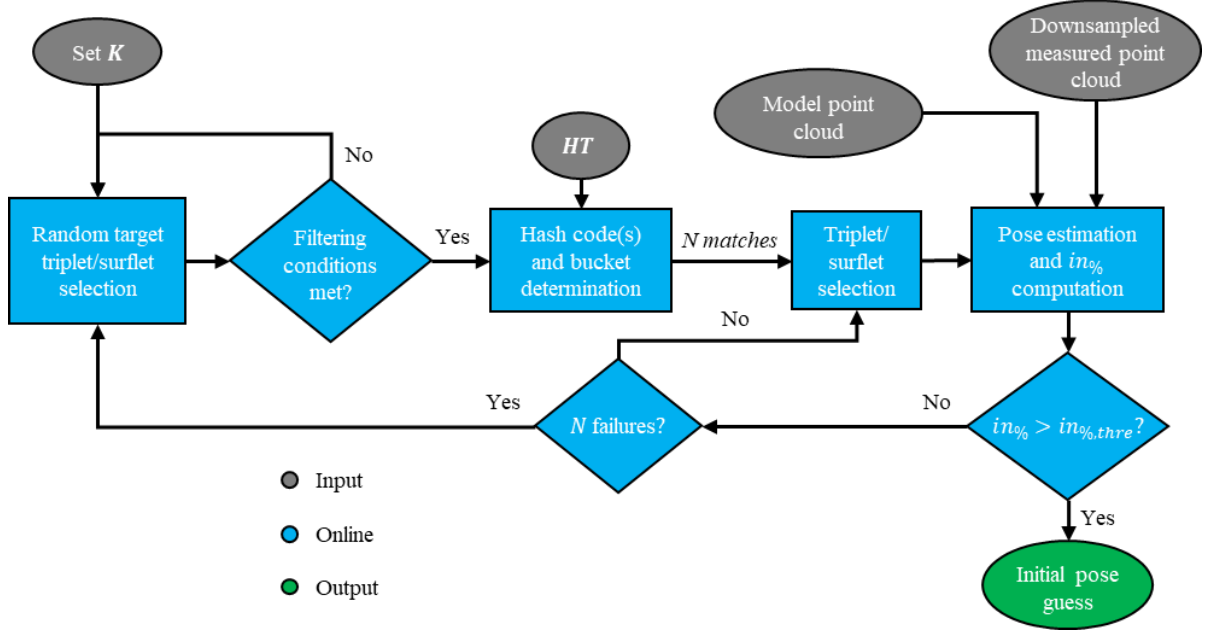 Set K
Downsampled
measured point
cloud
Model point
cloud
HT
No
Random target
triplet/surflet
selection
Filtering
conditions
met?
Yes
Hash code(s)
and bucket
determination
N matches
Triplet/
surflet
selection
Pose estimation
and in%
computation
No
Yes
N failures?
No
in% > in%,thre?
Input
Online
Output
Yes
Initial pose
guess